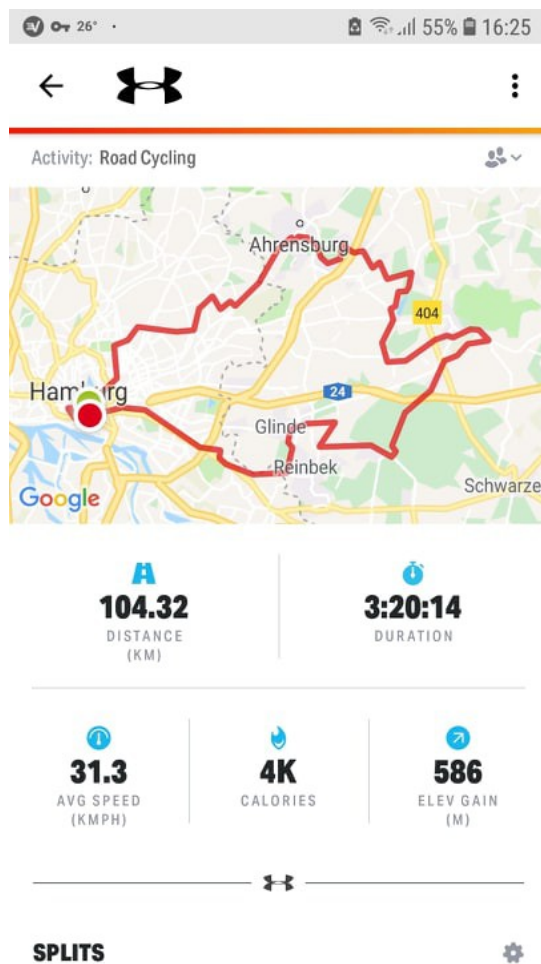 26° · 55% 16:25
Activity: Road Cycling
Ahrensburg
404
Hamburg
24
Glinde
Reinbek
Schwarze
Google
104.32 3:20:14
DISTANCE DURATION
(KM)
31.3 4K 586
AVG SPEED CALORIES ELEV GAIN
(KMPH) (M)
SPLITS